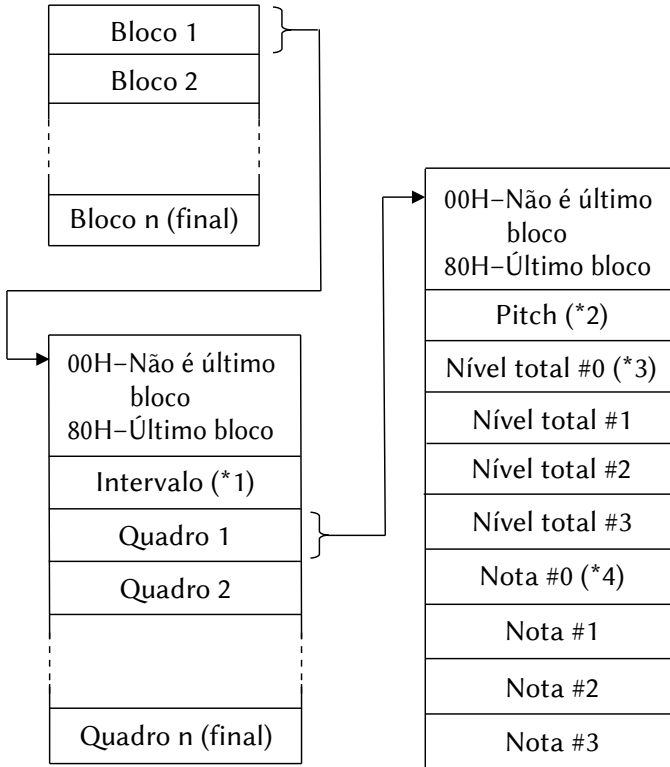 Bloco 1
Bloco 2
Bloco n (final)
00H–Não é último
bloco
80H–Último bloco
Intervalo (*1)
Quadro 1
Quadro 2
Quadro n (final)
00H–Não é último
bloco
80H–Último bloco
Pitch (*2)
Nível total #0 (*3)
Nível total #1
Nível total #2
Nível total #3
Nota #0 (*4)
Nota #1
Nota #2
Nota #3